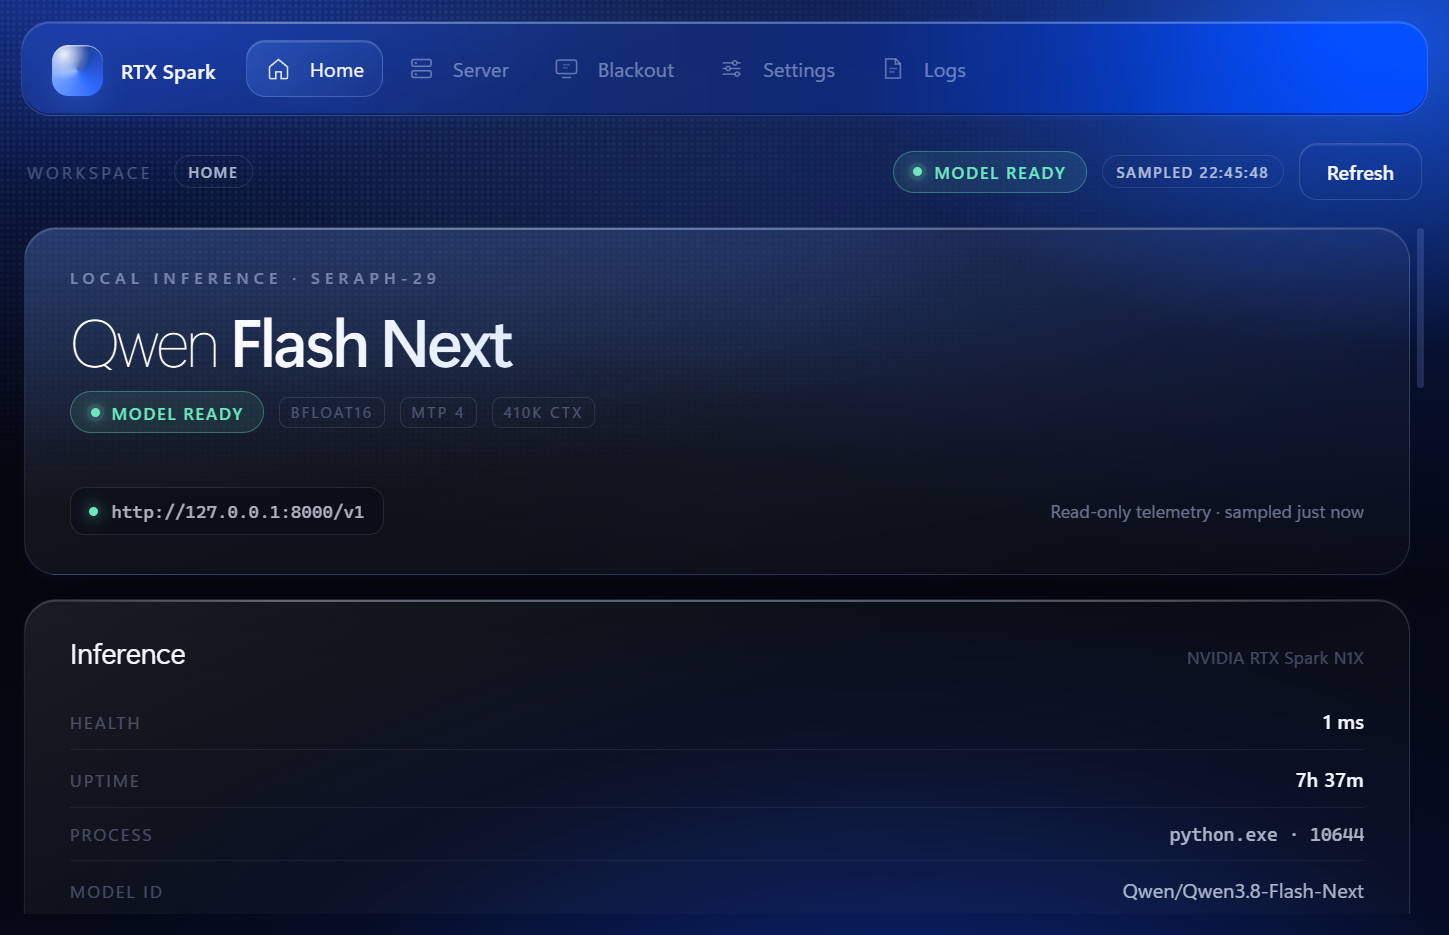 RTX Spark Home Server Blackout Settings Logs
WORKSPACE HOME MODEL READY SAMPLED 22:45:48 Refresh
LOCAL INFERENCE · SERAPH-29
Qwen Flash Next
MODEL READY BFLOAT16 MTP 4 410K CTX
http://127.0.0.1:8000/v1 Read-only telemetry · sampled just now
Inference NVIDIA RTX Spark N1X
HEALTH 1 ms
UPTIME 7h 37m
PROCESS python.exe · 10644
MODEL ID Qwen/Qwen3.8-Flash-Next